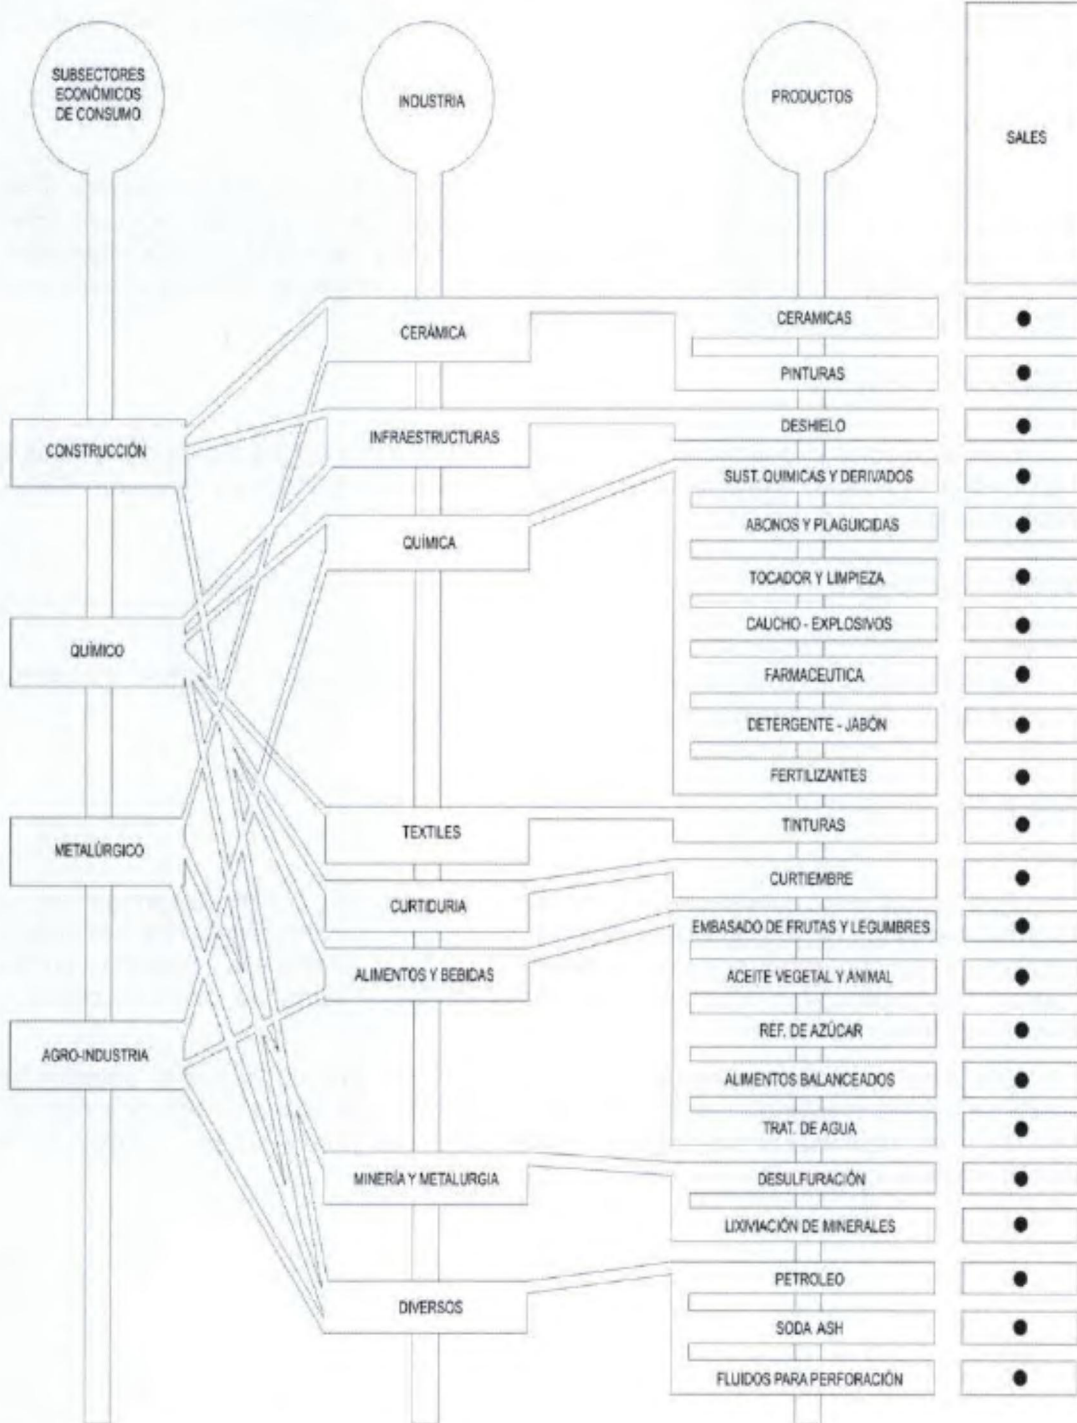 SUBSECTORES
ECONÓMICOS
DE CONSUMO
INDUSTRIA
PRODUCTOS
SALES
CONSTRUCCIÓN
QUÍMICO
METALÚRGICO
AGRO-INDUSTRIA
CERÁMICA
INFRAESTRUCTURAS
QUÍMICA
TEXTILES
CURTIDURIA
ALIMENTOS Y BEBIDAS
MINERÍA Y METALURGIA
DIVERSOS
CERAMICAS
PINTURAS
DESHIELO
SUST. QUIMICAS Y DERIVADOS
ABONOS Y PLAGUICIDAS
TOCADOR Y LIMPIEZA
CAUCHO - EXPLOSIVOS
FARMACEUTICA
DETERGENTE - JABÓN
FERTILIZANTES
TINTURAS
CURTIEMBRE
EMBASADO DE FRUTAS Y LEGUMBRES
ACEITE VEGETAL Y ANIMAL
REF. DE AZÚCAR
ALIMENTOS BALANCEADOS
TRAT. DE AGUA
DESULFURACIÓN
LIXIVIACIÓN DE MINERALES
PETROLEO
SODA ASH
FLUIDOS PARA PERFORACIÓN